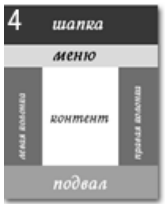 4 шапка
меню
левая колонка
контент
правая колонка
подвал